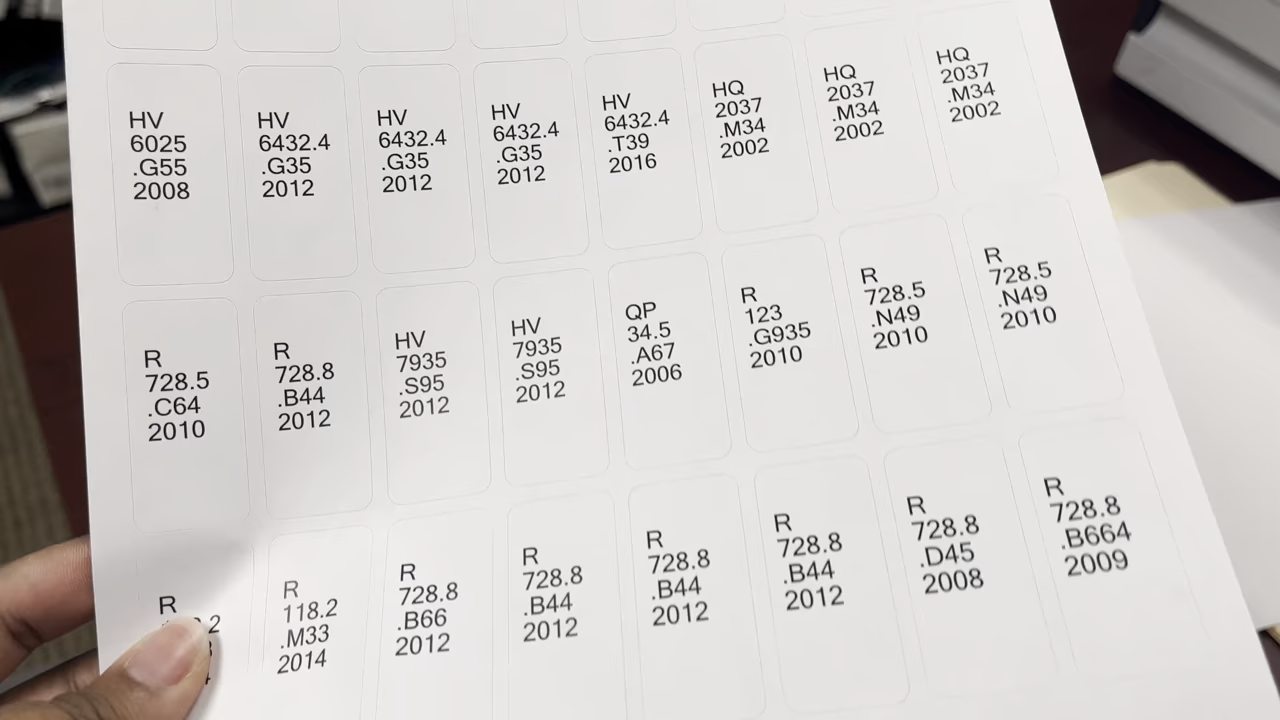 HV
6025
.G55
2008
HV
6432.4
.G35
2012
HV
6432.4
.G35
2012
HV
6432.4
.G35
2012
HV
6432.4
.T39
2016
HQ
2037
.M34
2002
HQ
2037
.M34
2002
HQ
2037
.M34
2002
R
728.5
.C64
2010
R
728.8
.B44
2012
HV
7935
.S95
2012
HV
7935
.S95
2012
QP
34.5
.A67
2006
R
123
.G935
2010
R
728.5
.N49
2010
R
728.5
.N49
2010
R
R
118.2
.M33
2014
R
728.8
.B66
2012
R
728.8
.B44
2012
R
728.8
.B44
2012
R
728.8
.B44
2012
R
728.8
.D45
2008
R
728.8
.B664
2009